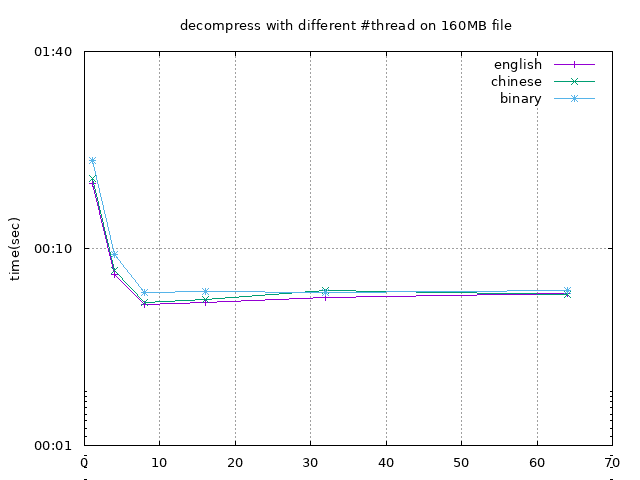 decompress with different #thread on 160MB file
01:40
english
chinese
binary
00:10
time(sec)
00:01
0 10 20 30 40 50 60 70